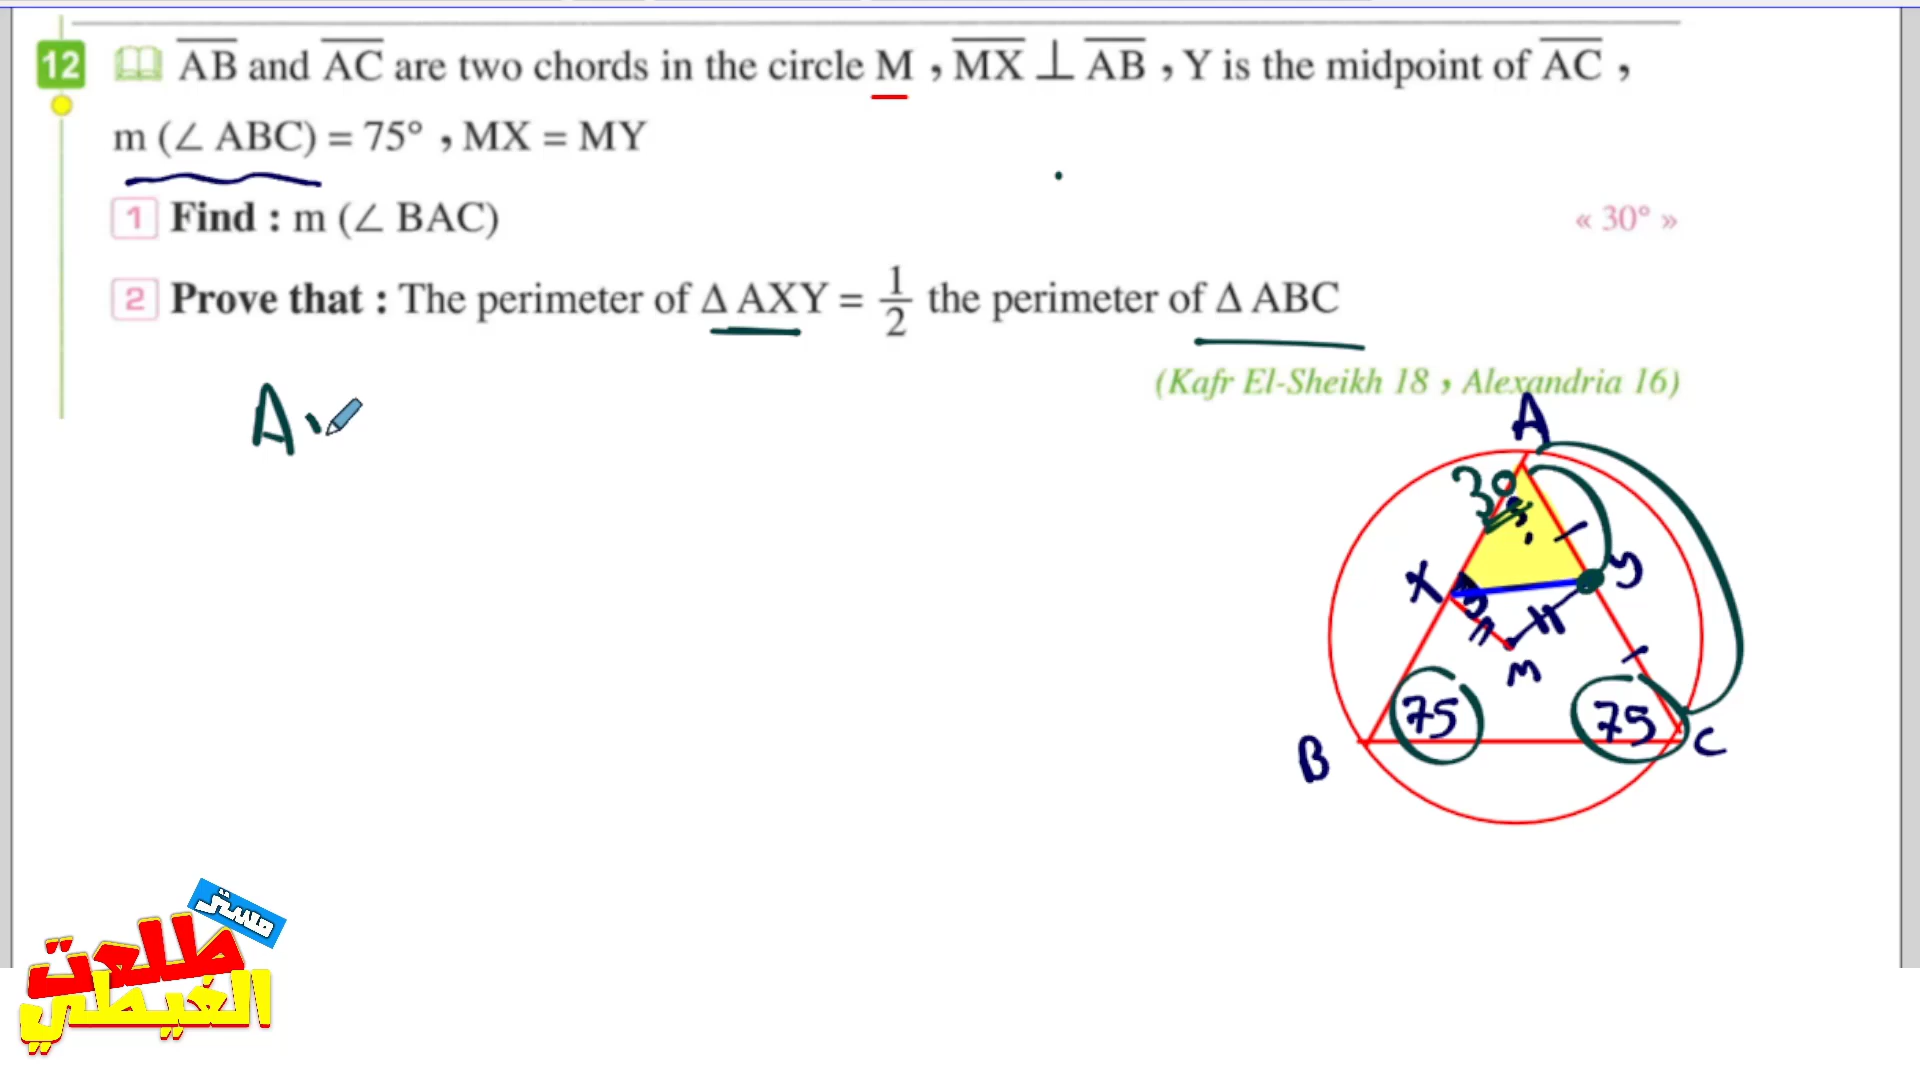 12 AB and AC are two chords in the circle M , MX ⊥ AB , Y is the midpoint of AC ,
m (∠ ABC) = 75° , MX = MY
1 Find : m (∠ BAC) « 30° »
2 Prove that : The perimeter of Δ AXY = 1/2 the perimeter of Δ ABC
(Kafr El-Sheikh 18 , Alexandria 16)
A
A
30
X
y
M
75
75
B
C
مستر
طلعت
الغيطي